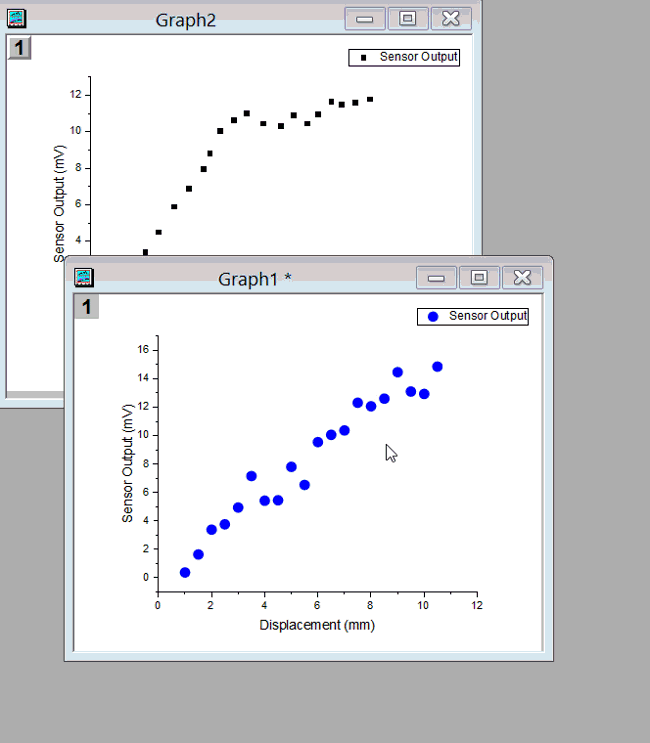 Graph2
1
Sensor Output
12
10
8
6
4
Sensor Output (mV)
Graph1 *
1
Sensor Output
16
14
12
10
8
6
4
2
0
Sensor Output (mV)
0 2 4 6 8 10 12
Displacement (mm)